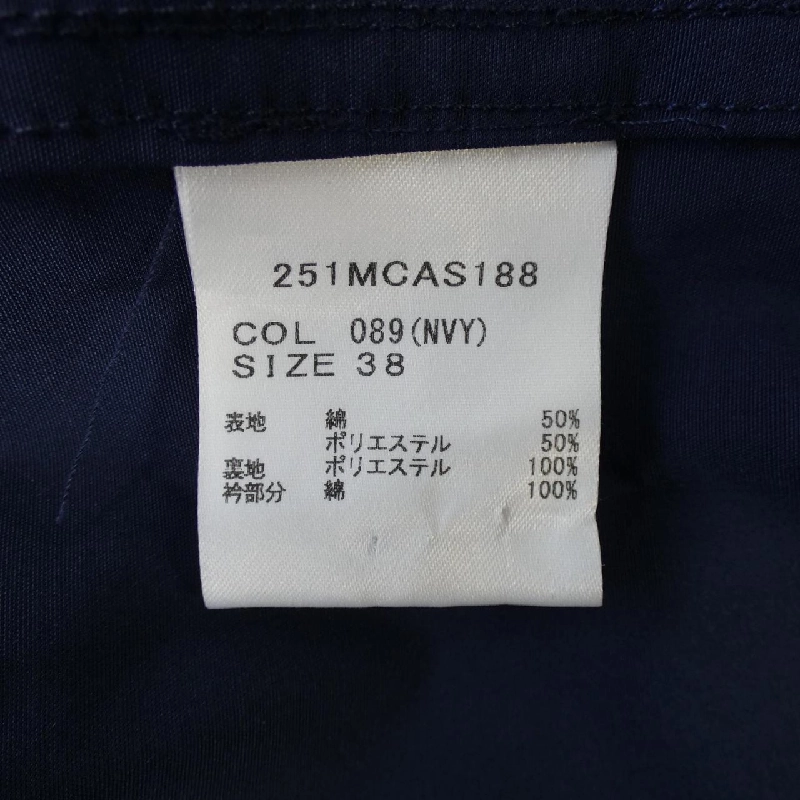 251MCAS188
COL 089(NVY)
SIZE 38
表地 綿 50%
ポリエステル 50%
裏地 ポリエステル 100%
衿部分 綿 100%